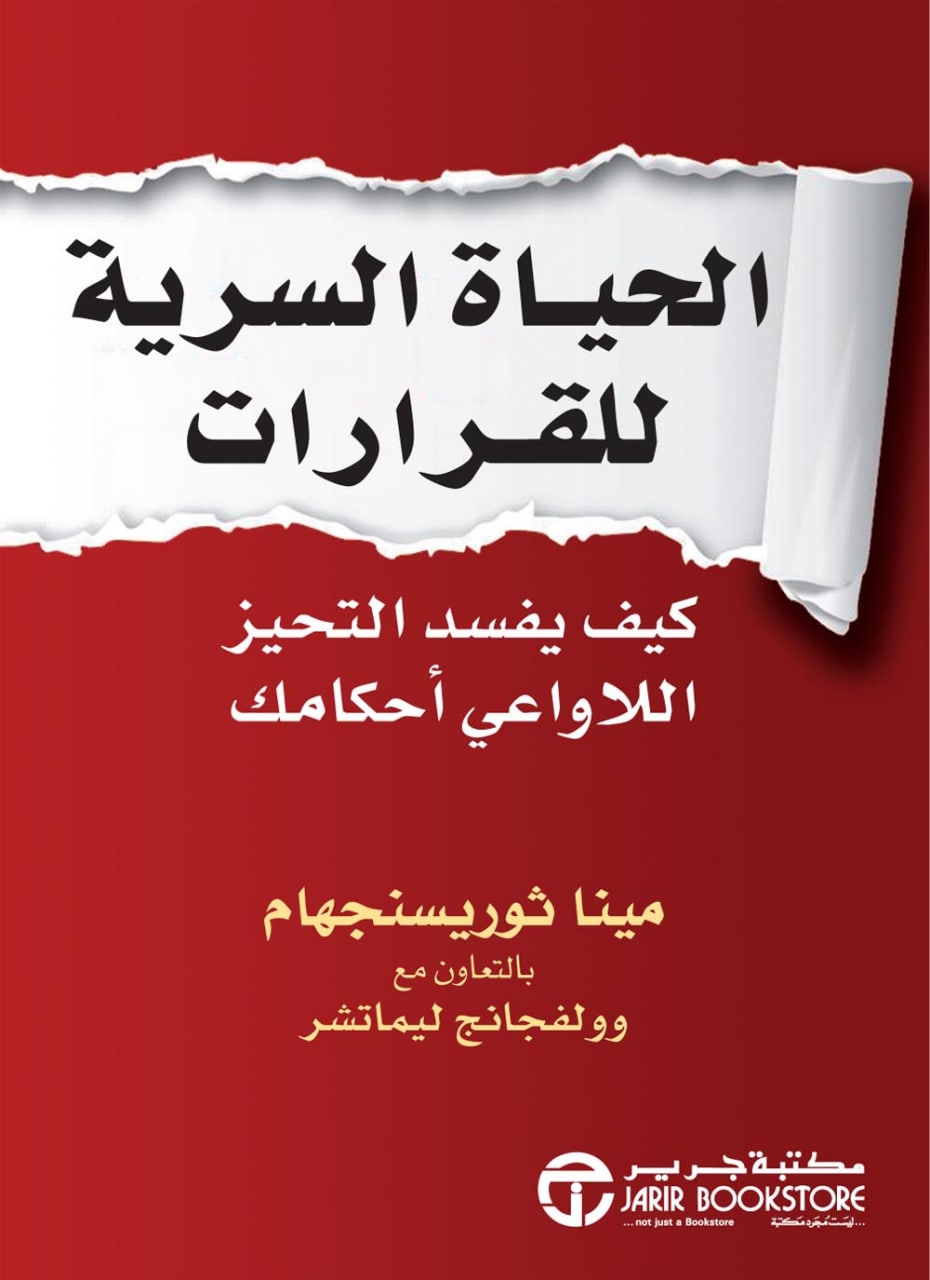 الحياة السرية
للقرارات
كيف يفسد التحيز
اللاواعي أحكامك
مينا ثوريسنجهام
بالتعاون مع
وولفجانج ليماتشر
مكتبة جرير
JARIR BOOKSTORE
...not just a Bookstore ...ليست مجرد مكتبة